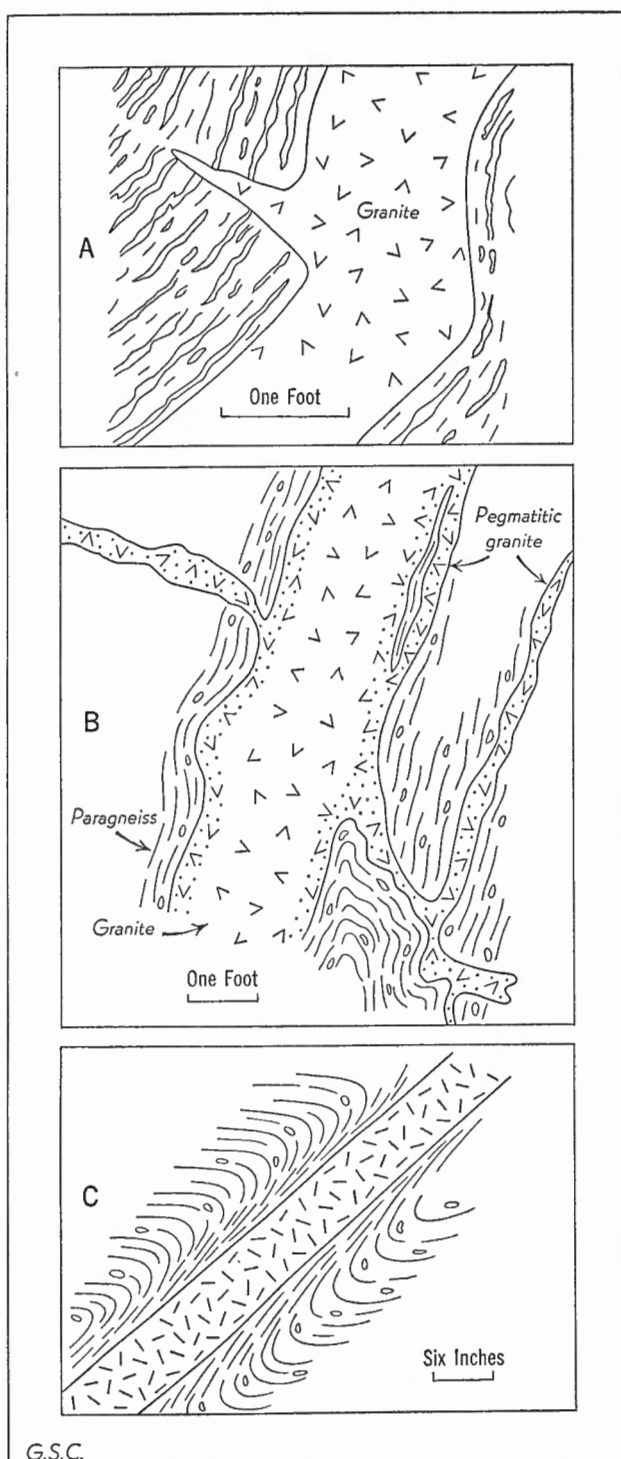 Granite
A
One Foot
Pegmatitic
granite
B
Paragneiss
Granite
One Foot
C
Six Inches
G.S.C.